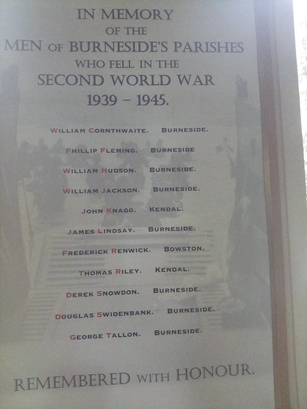 IN MEMORY
OF THE
MEN OF BURNESIDE'S PARISHES
WHO FELL IN THE
SECOND WORLD WAR
1939 – 1945.
WILLIAM CORNTHWAITE. BURNESIDE.
PHILLIP FLEMING. BURNESIDE
WILLIAM HUDSON. BURNESIDE.
WILLIAM JACKSON. BURNESIDE.
JOHN KNAGG. KENDAL.
JAMES LINDSAY. BURNESIDE.
FREDERICK RENWICK. BOWSTON.
THOMAS RILEY. KENDAL.
DEREK SNOWDON. BURNESIDE.
DOUGLAS SWIDENBANK. BURNESIDE.
GEORGE TALLON. BURNESIDE.
REMEMBERED WITH HONOUR.